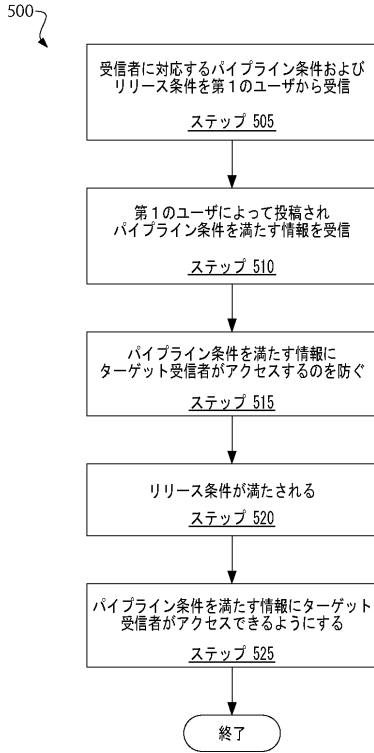 500
受信者に対応するパイプライン条件および
リリース条件を第1のユーザから受信
ステップ 505
第1のユーザによって投稿され
パイプライン条件を満たす情報を受信
ステップ 510
パイプライン条件を満たす情報に
ターゲット受信者がアクセスするのを防ぐ
ステップ 515
リリース条件が満たされる
ステップ 520
パイプライン条件を満たす情報にターゲット
受信者がアクセスできるようにする
ステップ 525
終了